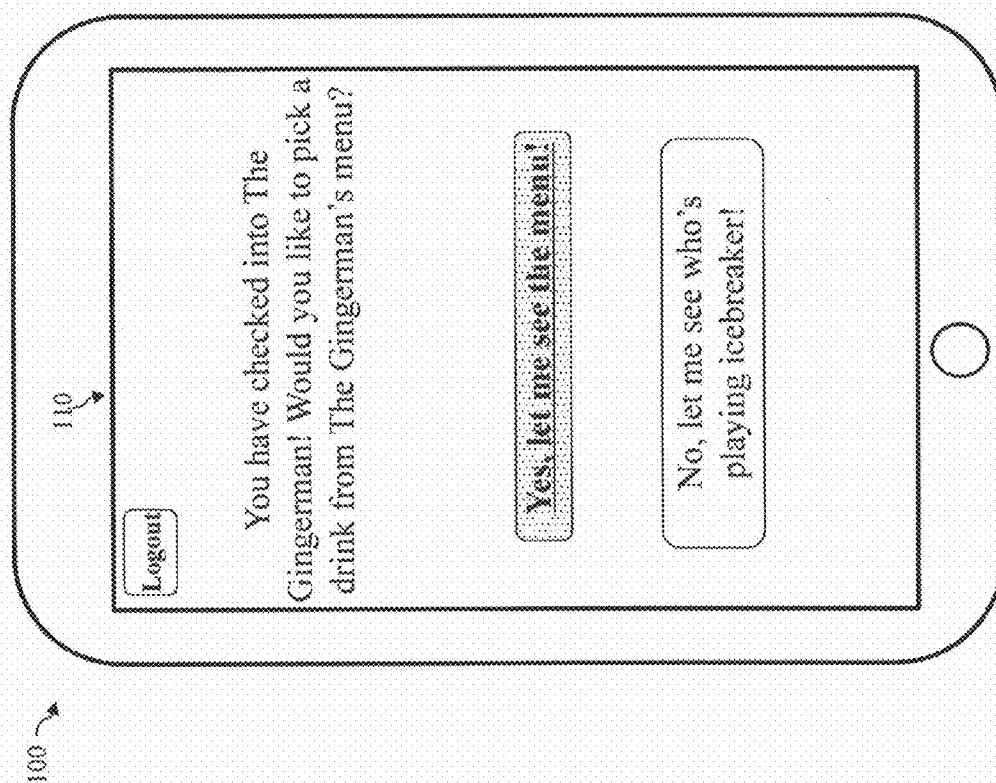 100
110
Logout
You have checked into The
Gingerman! Would you like to pick a
drink from The Gingerman's menu?
Yes, let me see the menu!
No, let me see who's
playing icebreaker!